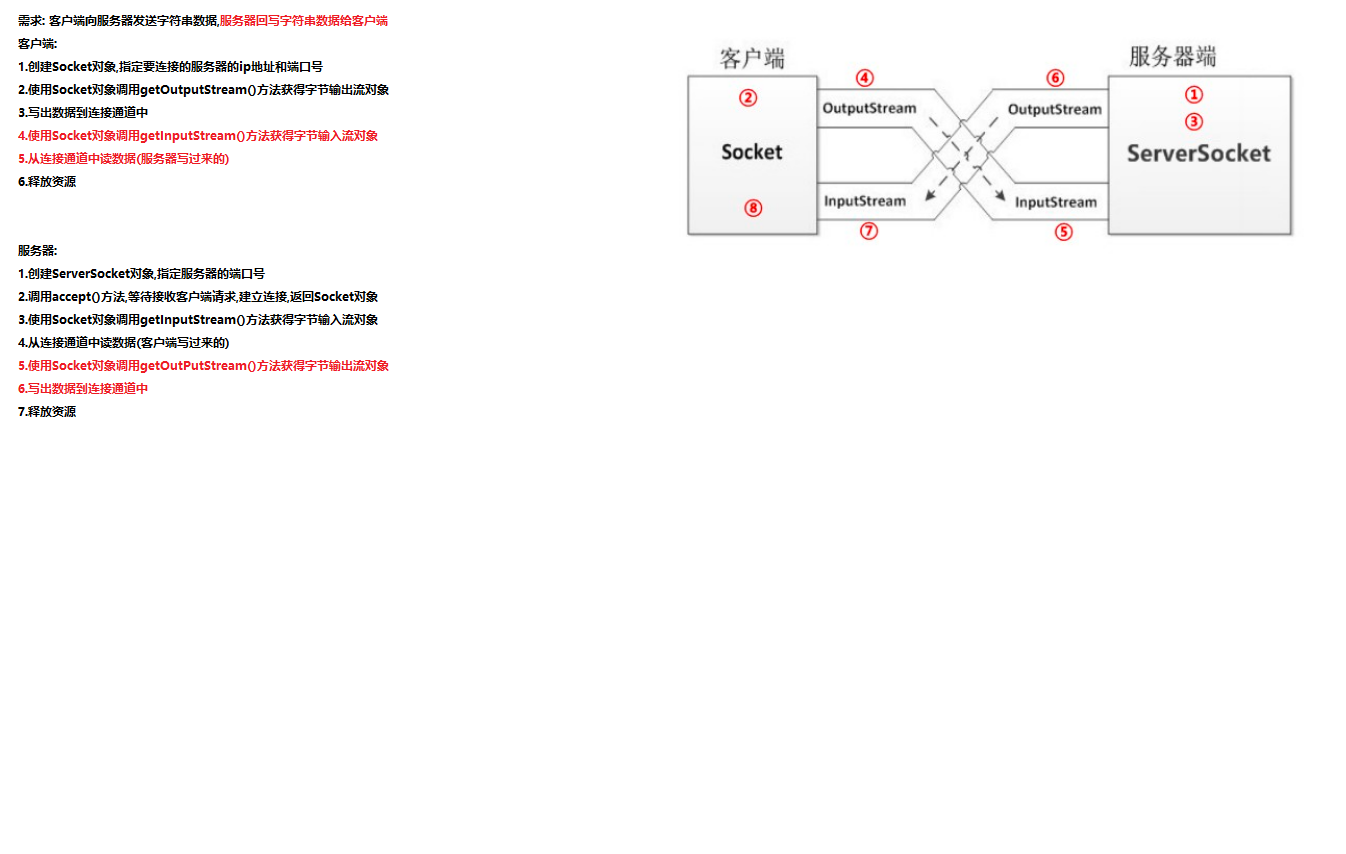 需求: 客户端向服务器发送字符串数据,服务器回写字符串数据给客户端
客户端:
1.创建Socket对象,指定要连接的服务器的ip地址和端口号
2.使用Socket对象调用getOutputStream()方法获得字节输出流对象
3.写出数据到连接通道中
4.使用Socket对象调用getInputStream()方法获得字节输入流对象
5.从连接通道中读数据(服务器写过来的)
6.释放资源
服务器:
1.创建ServerSocket对象,指定服务器的端口号
2.调用accept()方法,等待接收客户端请求,建立连接,返回Socket对象
3.使用Socket对象调用getInputStream()方法获得字节输入流对象
4.从连接通道中读数据(客户端写过来的)
5.使用Socket对象调用getOutPutStream()方法获得字节输出流对象
6.写出数据到连接通道中
7.释放资源
客户端
服务器端
④
⑥
②
①
OutputStream
OutputStream
③
Socket
ServerSocket
InputStream
InputStream
⑧
⑦
⑤